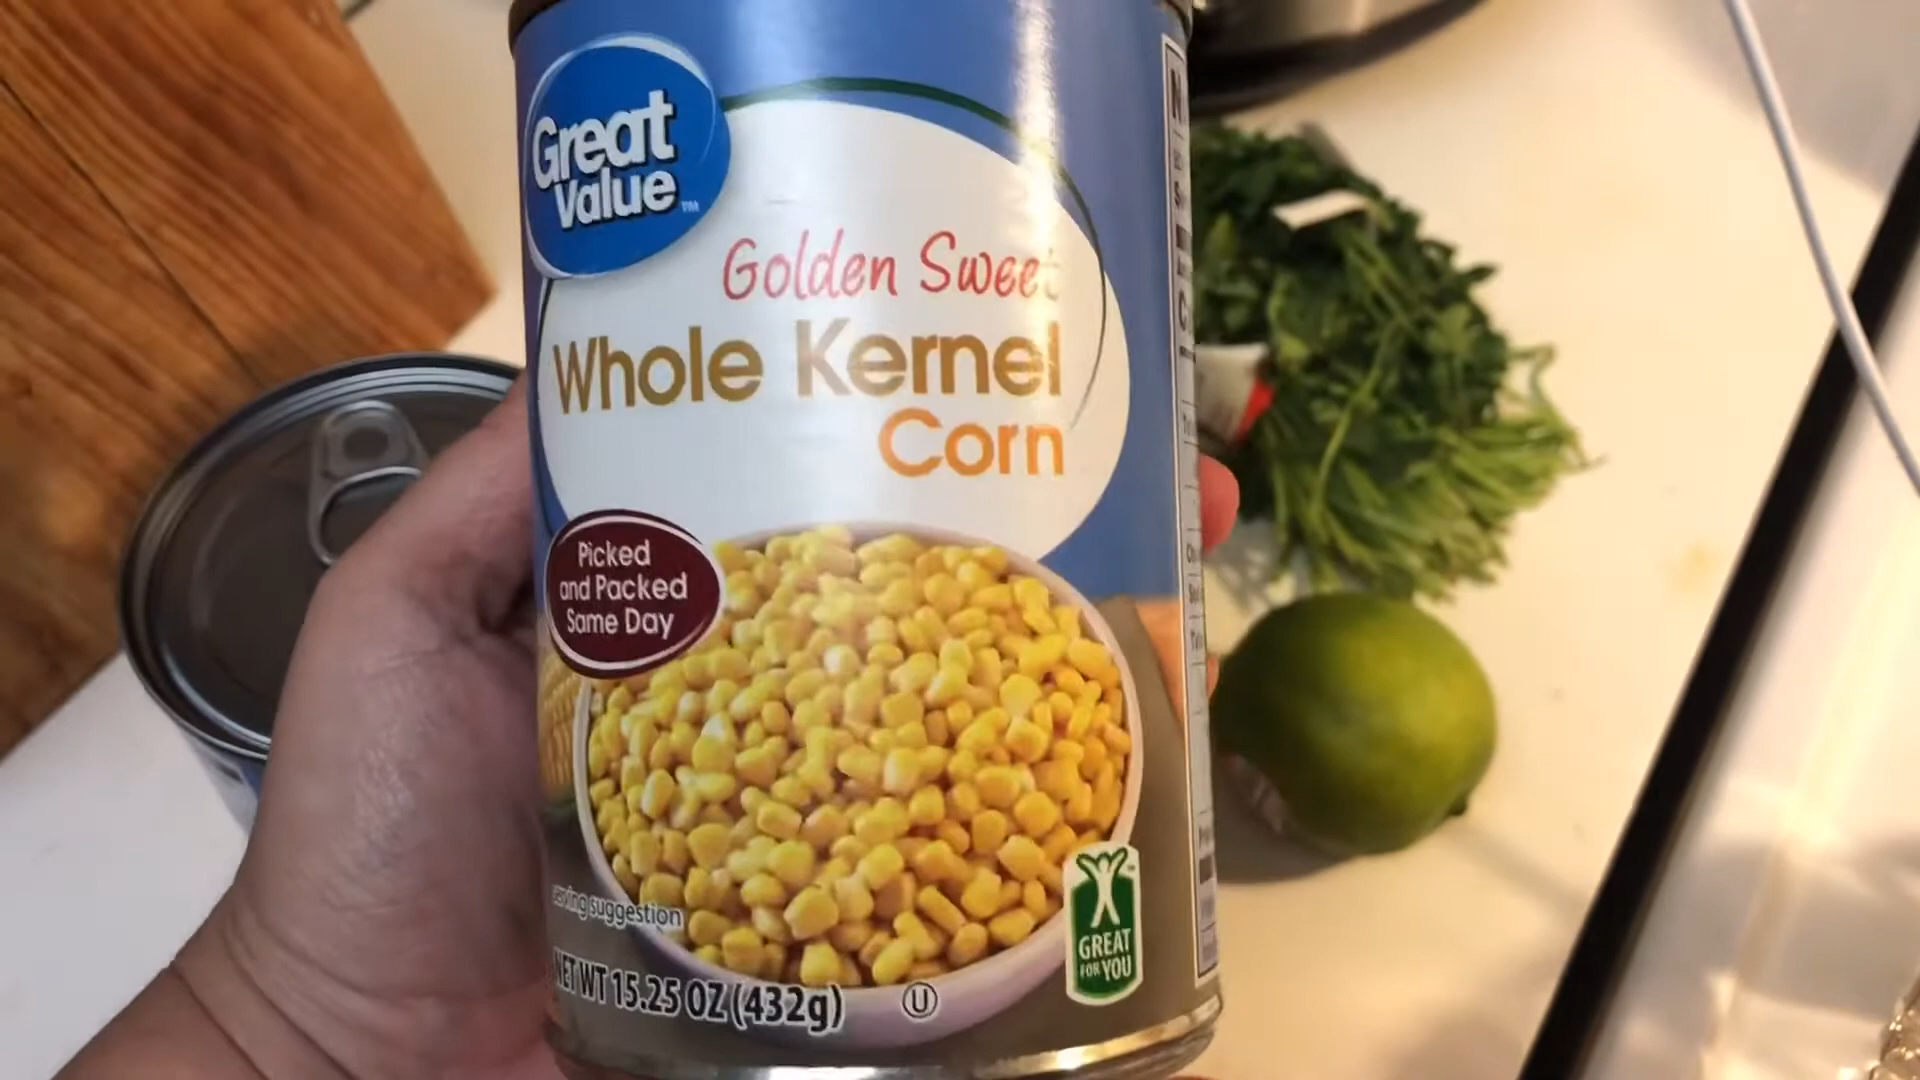 Great
Value™
Golden Sweet
Whole Kernel
Corn
Picked
and Packed
Same Day
serving suggestion
NET WT 15.25 OZ (432g)
U
GREAT
FOR YOU